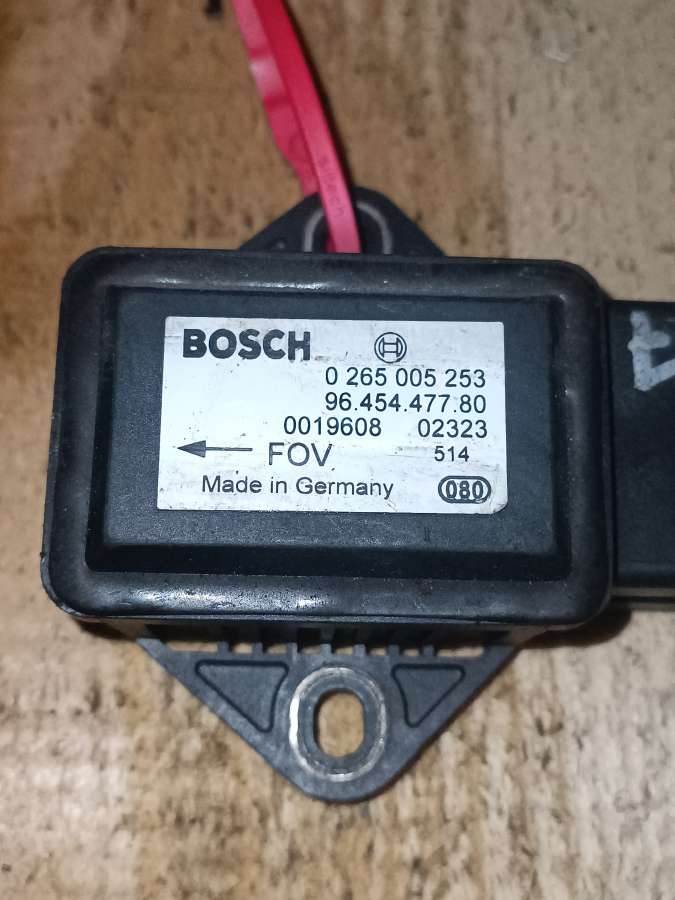 BOSCH
0 265 005 253
96.454.477.80
0019608 02323
FOV 514
Made in Germany 080